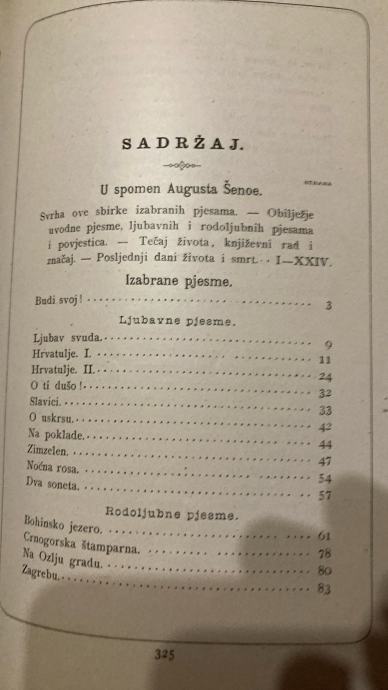 SADRŽAJ.
STRANA
U spomen Augusta Šenoe.
Svrha ove sbirke izabranih pjesama. — Obilježje
uvodne pjesme, ljubavnih i rodoljubnih pjesama
i povjestica. — Tečaj života, književni rad i
značaj. — Posljednji dani života i smrt. . I—XXIV.
Izabrane pjesme.
Budi svoj! . . . . . . . . . . . . . . . . . . . . . . 3
Ljubavne pjesme.
Ljubav svuda. . . . . . . . . . . . . . . . . . . . 9
Hrvatulje. I. . . . . . . . . . . . . . . . . . . . . 11
Hrvatulje. II. . . . . . . . . . . . . . . . . . . . 24
O ti dušo! . . . . . . . . . . . . . . . . . . . . . 32
Slavici. . . . . . . . . . . . . . . . . . . . . . . 33
O uskrsu. . . . . . . . . . . . . . . . . . . . . . 42
Na poklade. . . . . . . . . . . . . . . . . . . . . 44
Zimzelen. . . . . . . . . . . . . . . . . . . . . . 47
Noćna rosa. . . . . . . . . . . . . . . . . . . . . 54
Dva soneta. . . . . . . . . . . . . . . . . . . . . 57
Rodoljubne pjesme.
Bohinsko jezero. . . . . . . . . . . . . . . . . . . 61
Crnogorska štamparna. . . . . . . . . . . . . . . . 78
Na Ozlju gradu. . . . . . . . . . . . . . . . . . . 80
Zagrebu. . . . . . . . . . . . . . . . . . . . . . . 83
325